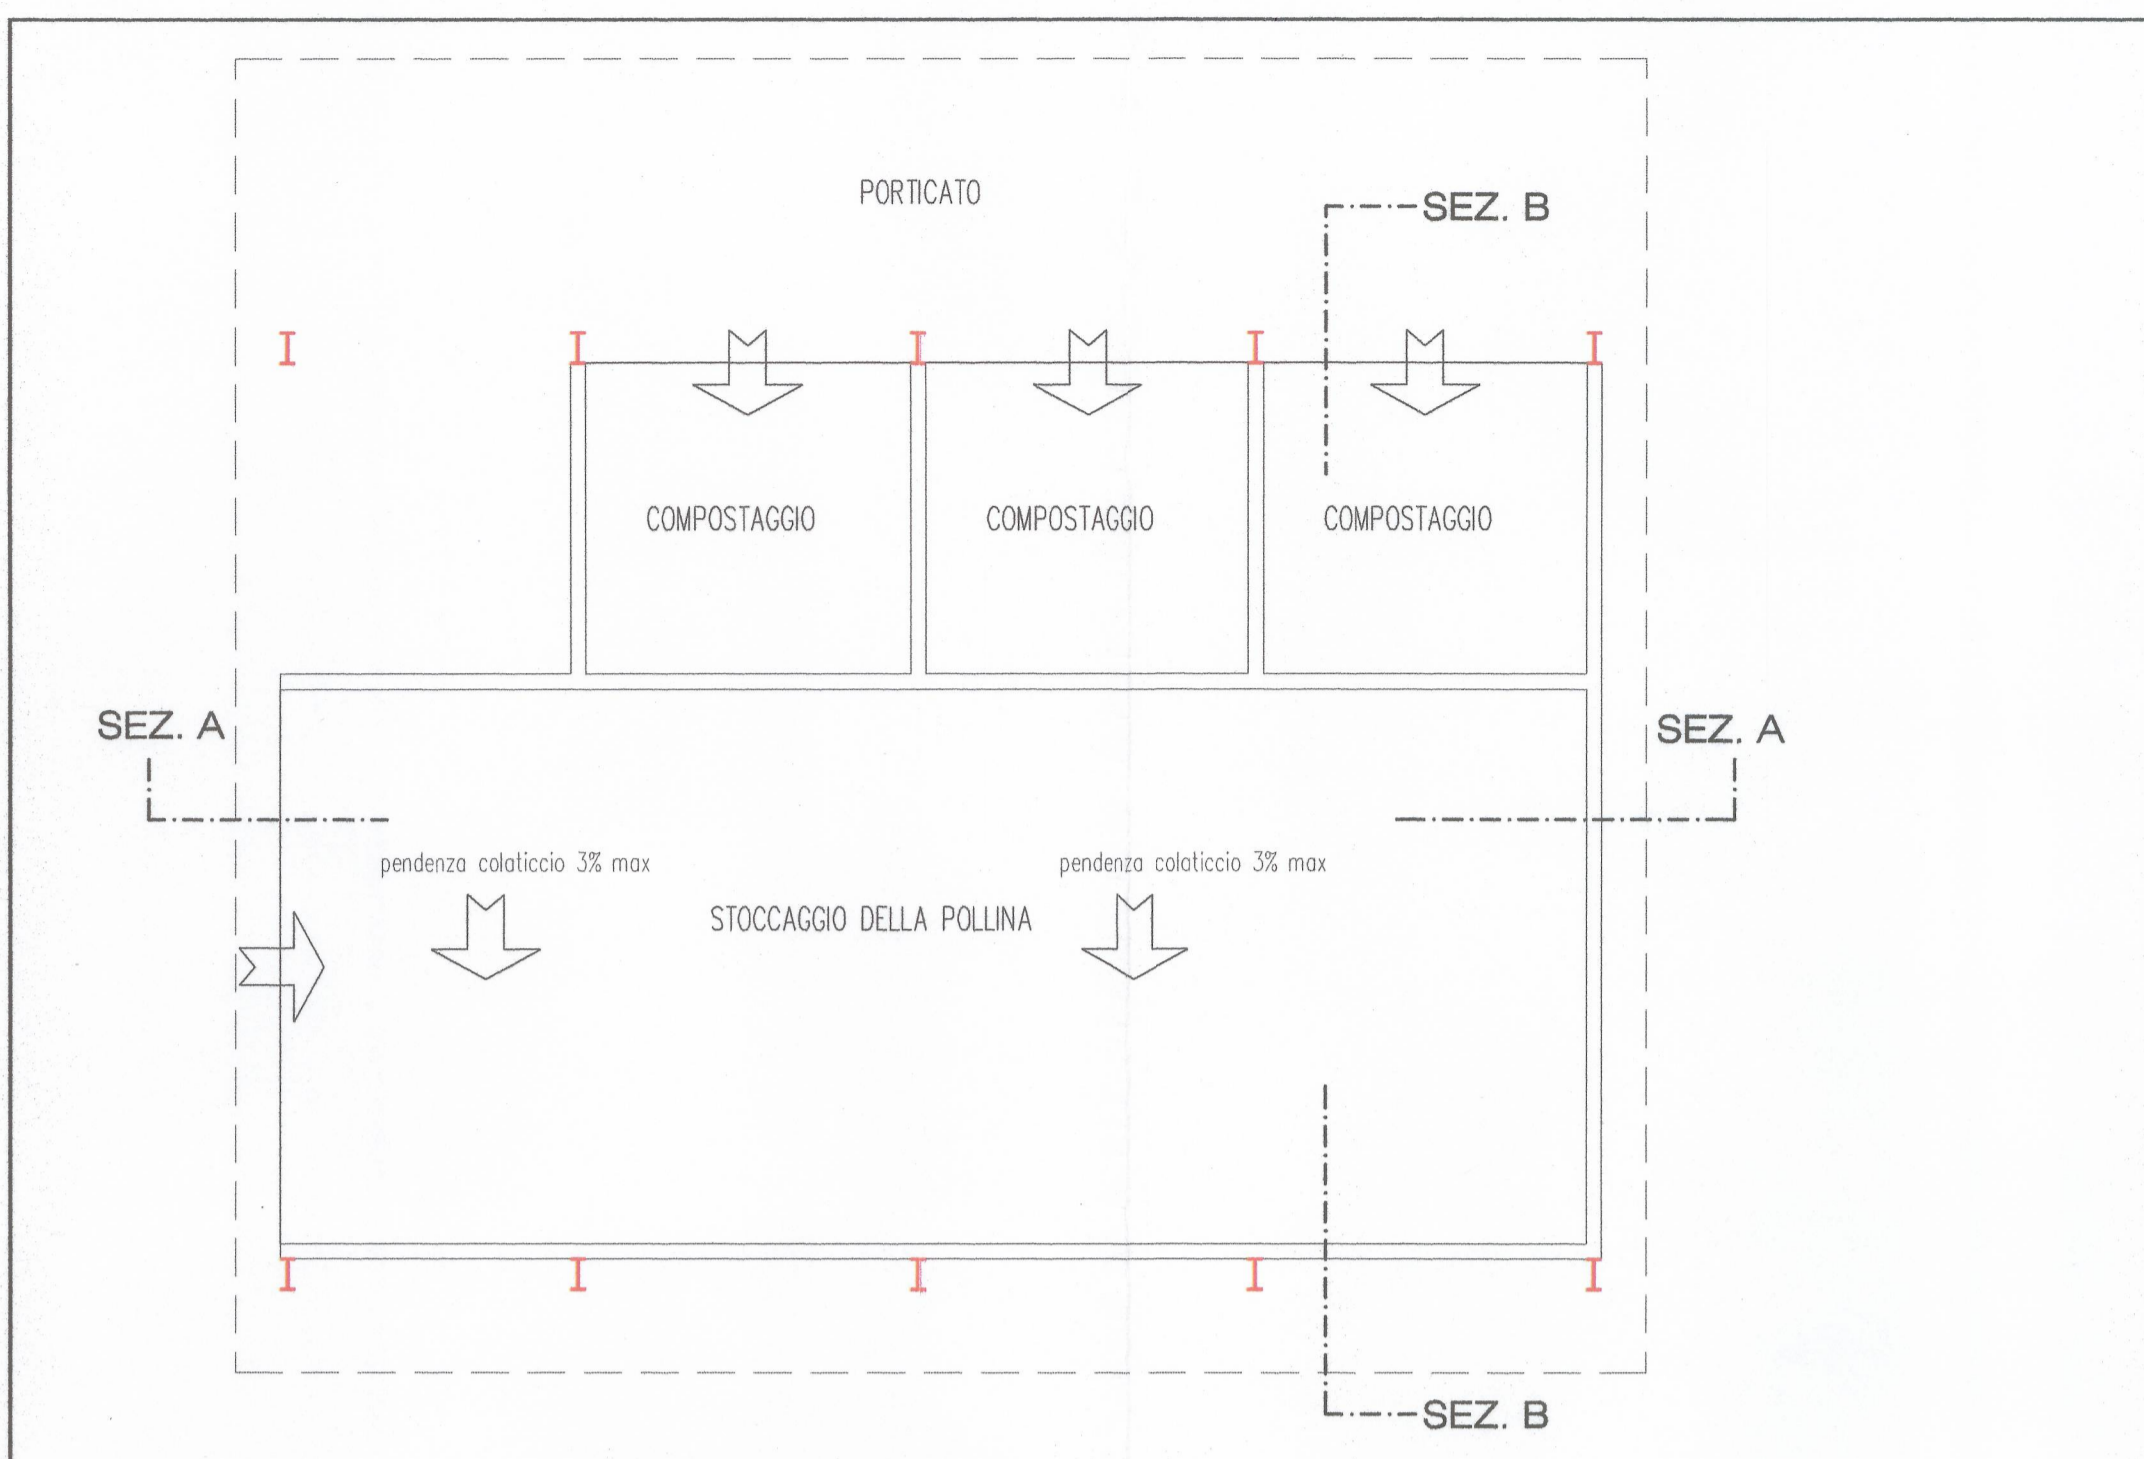 PORTICATO
SEZ. B
COMPOSTAGGIO
COMPOSTAGGIO
COMPOSTAGGIO
SEZ. A
SEZ. A
pendenza colaticcio 3% max
pendenza colaticcio 3% max
STOCCAGGIO DELLA POLLINA
SEZ. B